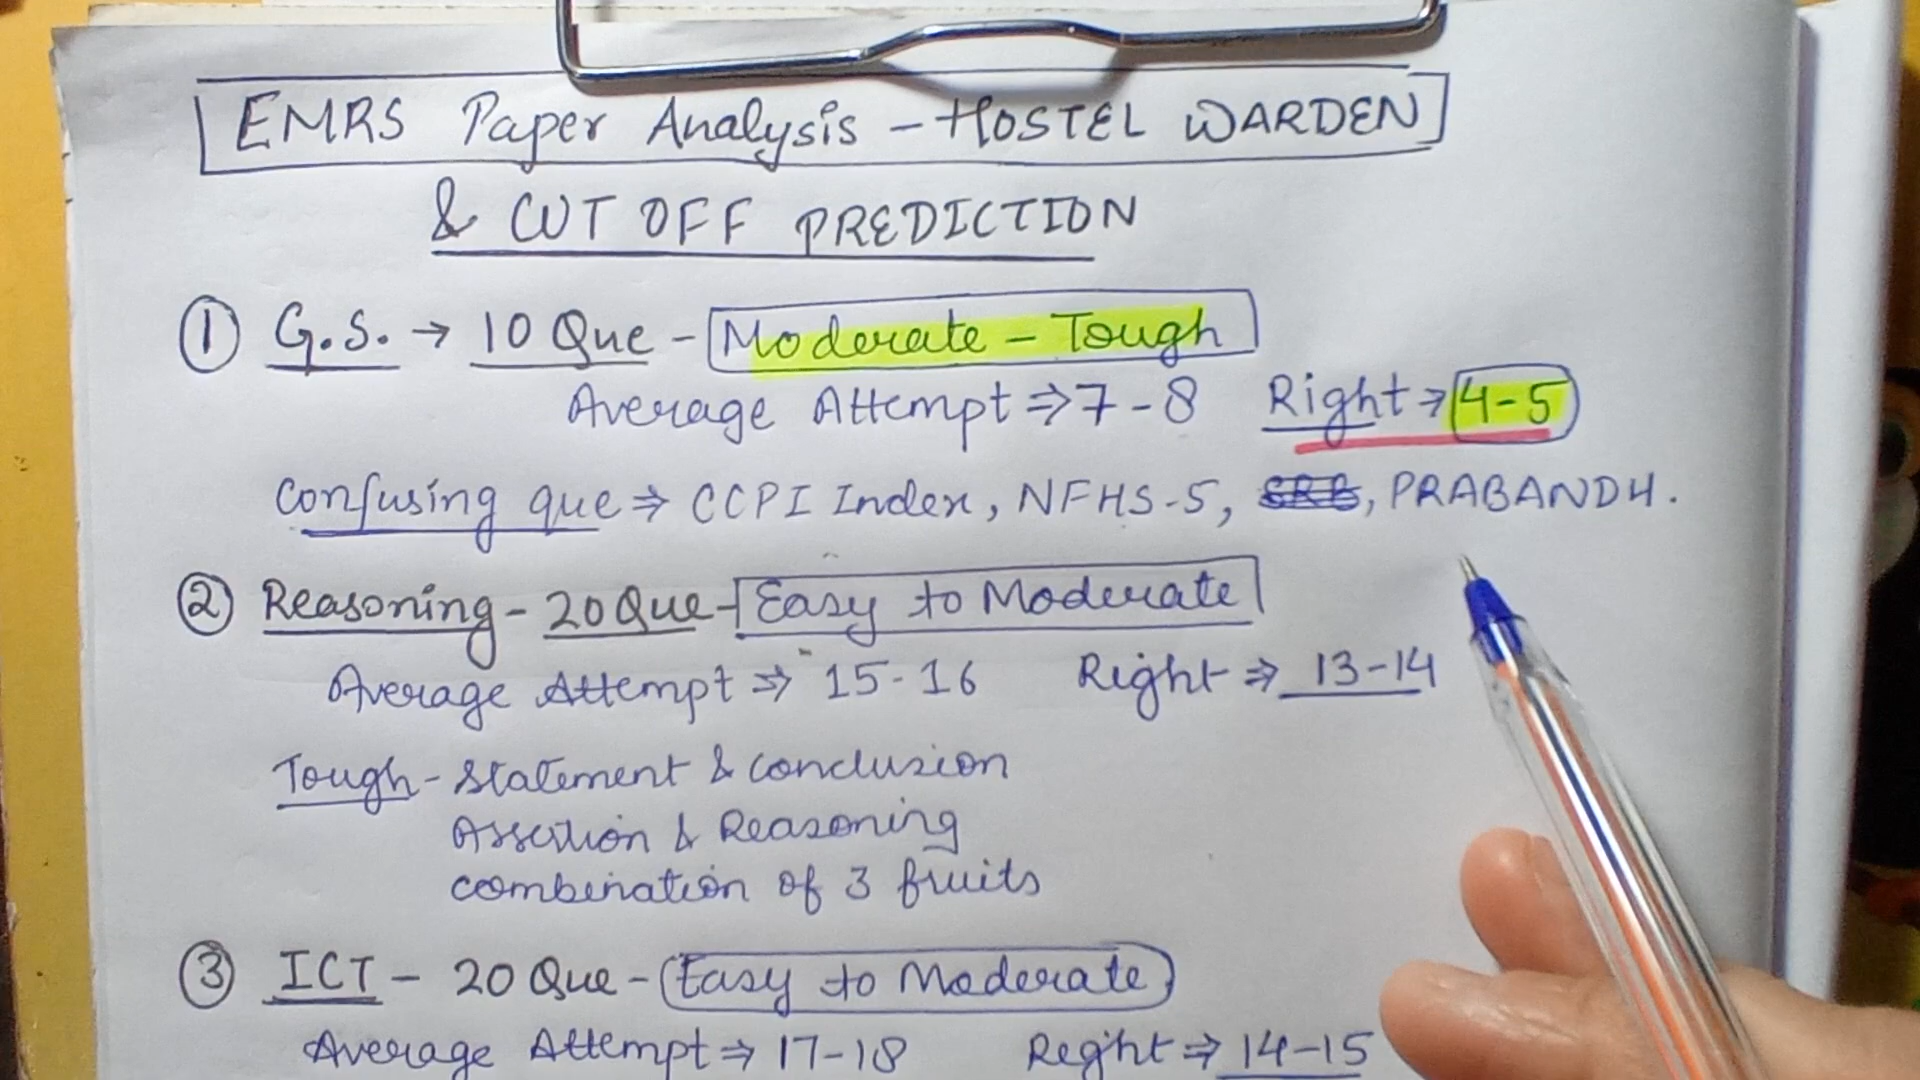 EMRS Paper Analysis - HOSTEL WARDEN
& CUT OFF PREDICTION
① G.S. → 10 Que - Moderate - Tough
Average Attempt ⇒ 7-8 Right → 4-5
Confusing que ⇒ CCPI Index, NFHS-5, , PRABANDH.
② Reasoning - 20 Que - Easy to Moderate
Average Attempt ⇒ 15-16 Right ⇒ 13-14
Tough - Statement & conclusion
Assertion & Reasoning
combination of 3 fruits
③ ICT - 20 Que - Easy to Moderate
Average Attempt ⇒ 17-18 Right ⇒ 14-15